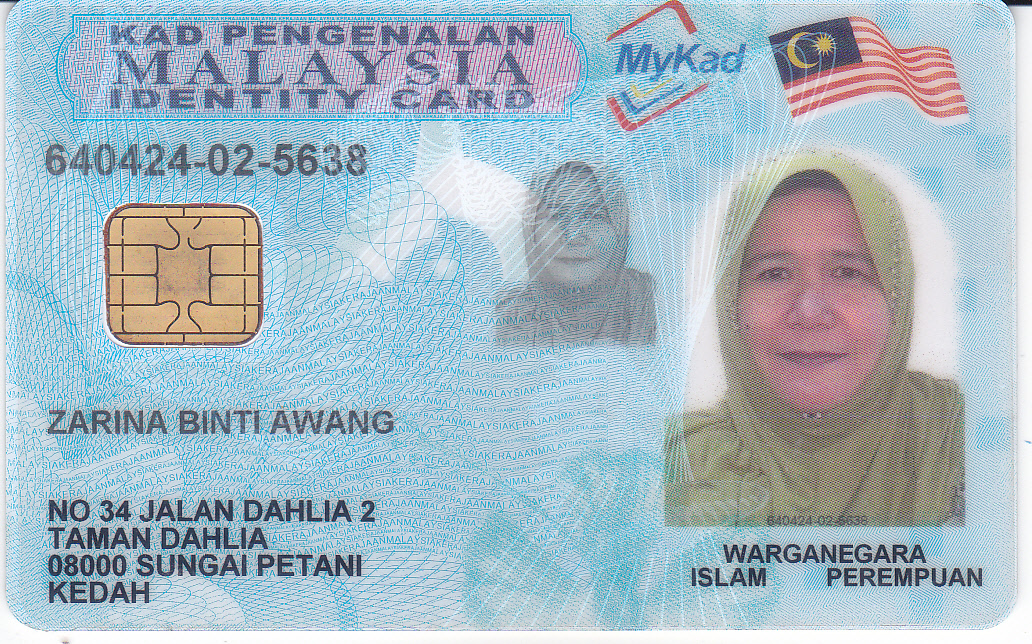 KAD PENGENALAN
MALAYSIA
IDENTITY CARD
MyKad
640424-02-5638
ZARINA BINTI AWANG
NO 34 JALAN DAHLIA 2
TAMAN DAHLIA
08000 SUNGAI PETANI
KEDAH
640424-02-5638
WARGANEGARA
ISLAM PEREMPUAN